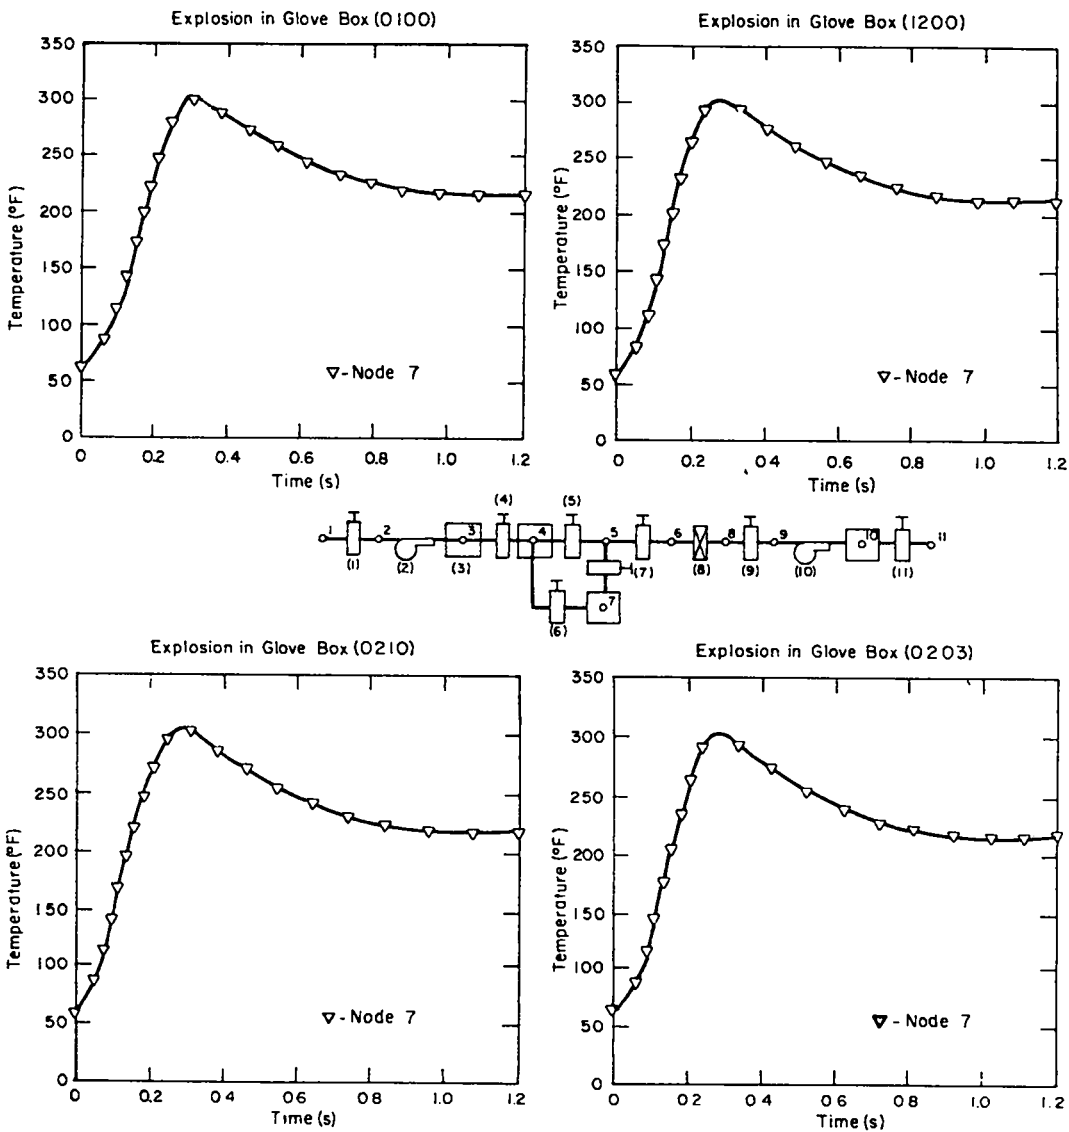 Explosion in Glove Box (0100)
350
300
250
200
150
100
50
0
Temperature (°F)
▽-Node 7
0 0.2 0.4 0.6 0.8 1.0 1.2
Time (s)
Explosion in Glove Box (1200)
350
300
250
200
150
100
50
0
Temperature (°F)
▽-Node 7
0 0.2 0.4 0.6 0.8 1.0 1.2
Time (s)
(4) (5)
1 2 3 4 5 6 8 9 10 11
(1) (2) (3) (7) (8) (9) (10) (11)
7
(6)
Explosion in Glove Box (0210)
350
300
250
200
150
100
50
0
Temperature (°F)
▽-Node 7
0 0.2 0.4 0 6 0 8 1 0 1.2
Time (s)
Explosion in Glove Box (0203)
350
300
250
200
150
100
50
0
Temperature (°F)
▽-Node 7
0 0 2 0 4 0.6 0.8 1.0 1.2
Time (s)